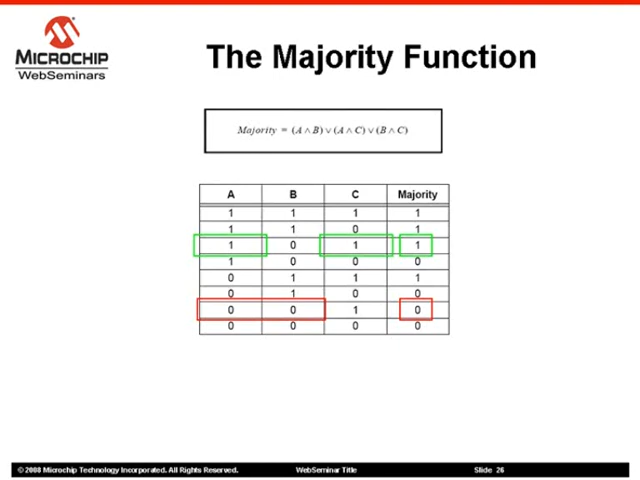 MICROCHIP
WebSeminars
The Majority Function
Majority = (A ∧ B) ∨ (A ∧ C) ∨ (B ∧ C)
A B C Majority
1 1 1 1
1 1 0 1
1 0 1 1
1 0 0 0
0 1 1 1
0 1 0 0
0 0 1 0
0 0 0 0
© 2008 Microchip Technology Incorporated. All Rights Reserved. WebSeminar Title Slide 26